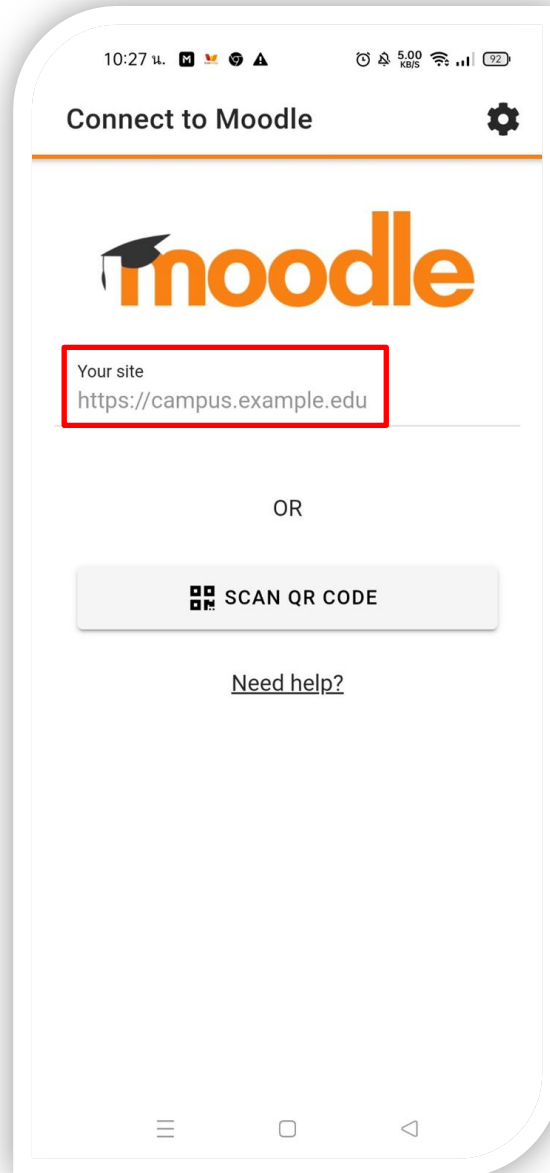 10:27 น. 5.00 KB/S 92
Connect to Moodle
moodle
Your site
https://campus.example.edu
OR
SCAN QR CODE
Need help?